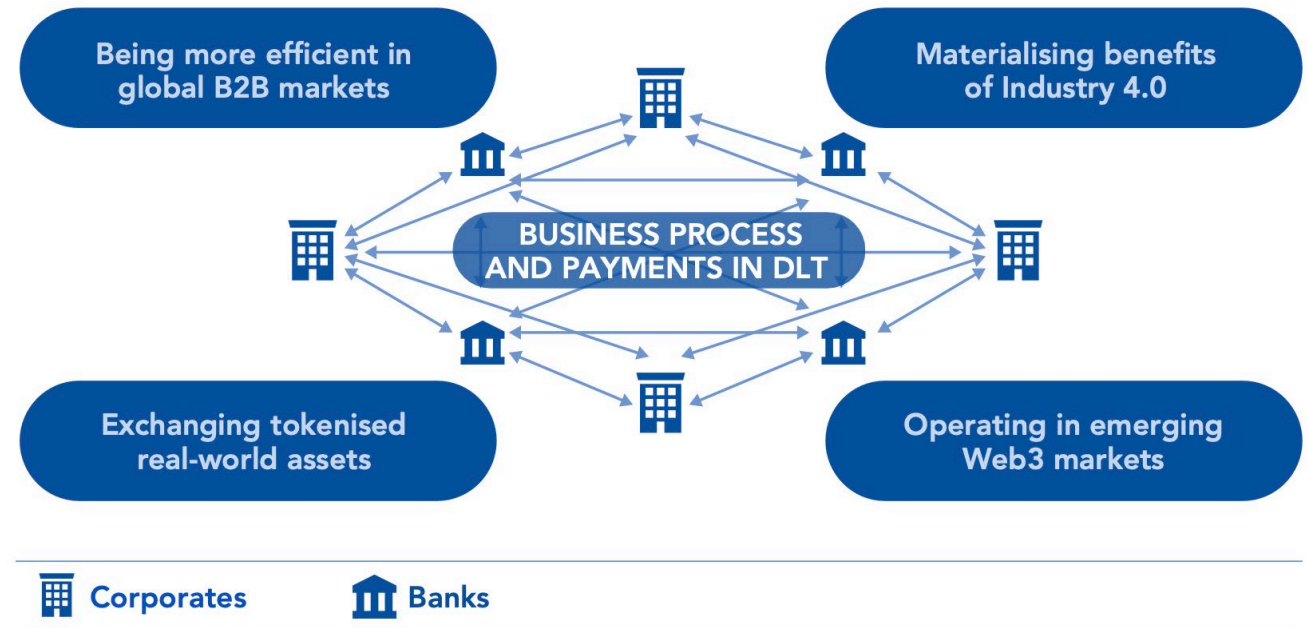 Being more efficient in
global B2B markets
Materialising benefits
of Industry 4.0
BUSINESS PROCESS
AND PAYMENTS IN DLT
Exchanging tokenised
real-world assets
Operating in emerging
Web3 markets
Corporates
Banks